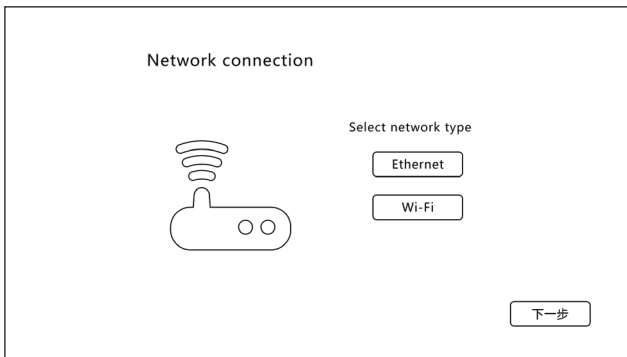 Network connection
Select network type
Ethernet
Wi-Fi
下一步